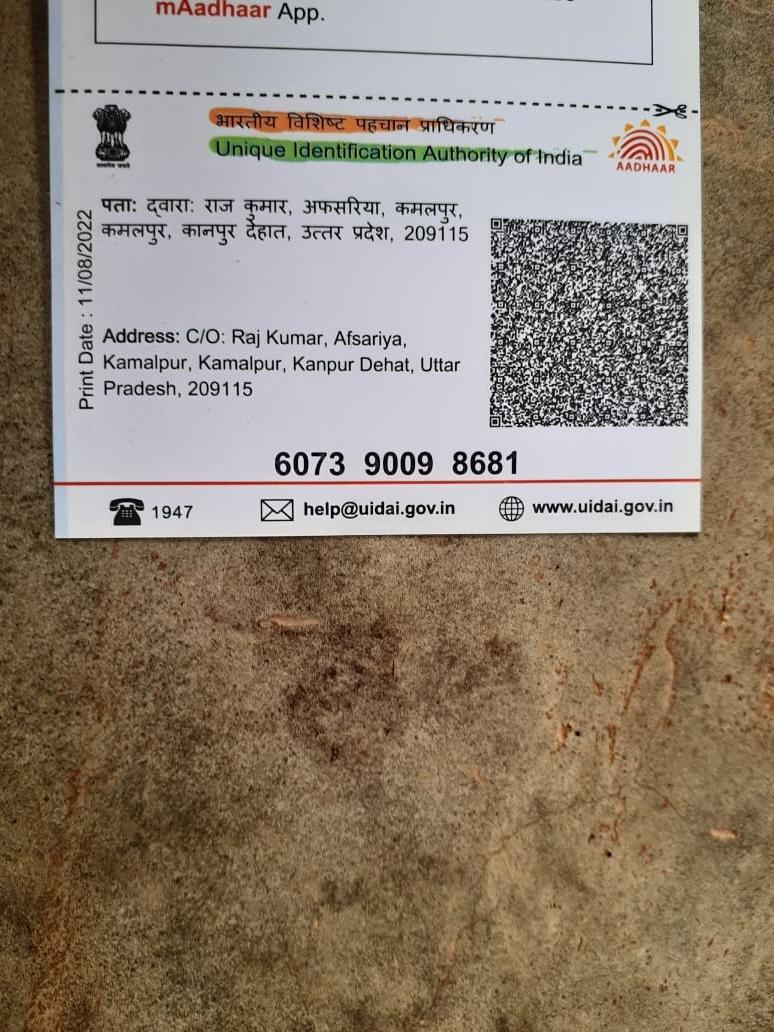 mAadhaar App.
भारतीय विशिष्ट पहचान प्राधिकरण
Unique Identification Authority of India
AADHAAR
पता: द्वारा: राज कुमार, अफसरिया, कमलपुर,
कमलपुर, कानपुर देहात, उत्तर प्रदेश, 209115
Print Date : 11/08/2022
Address: C/O: Raj Kumar, Afsariya,
Kamalpur, Kamalpur, Kanpur Dehat, Uttar
Pradesh, 209115
6073 9009 8681
1947
help@uidai.gov.in
www.uidai.gov.in